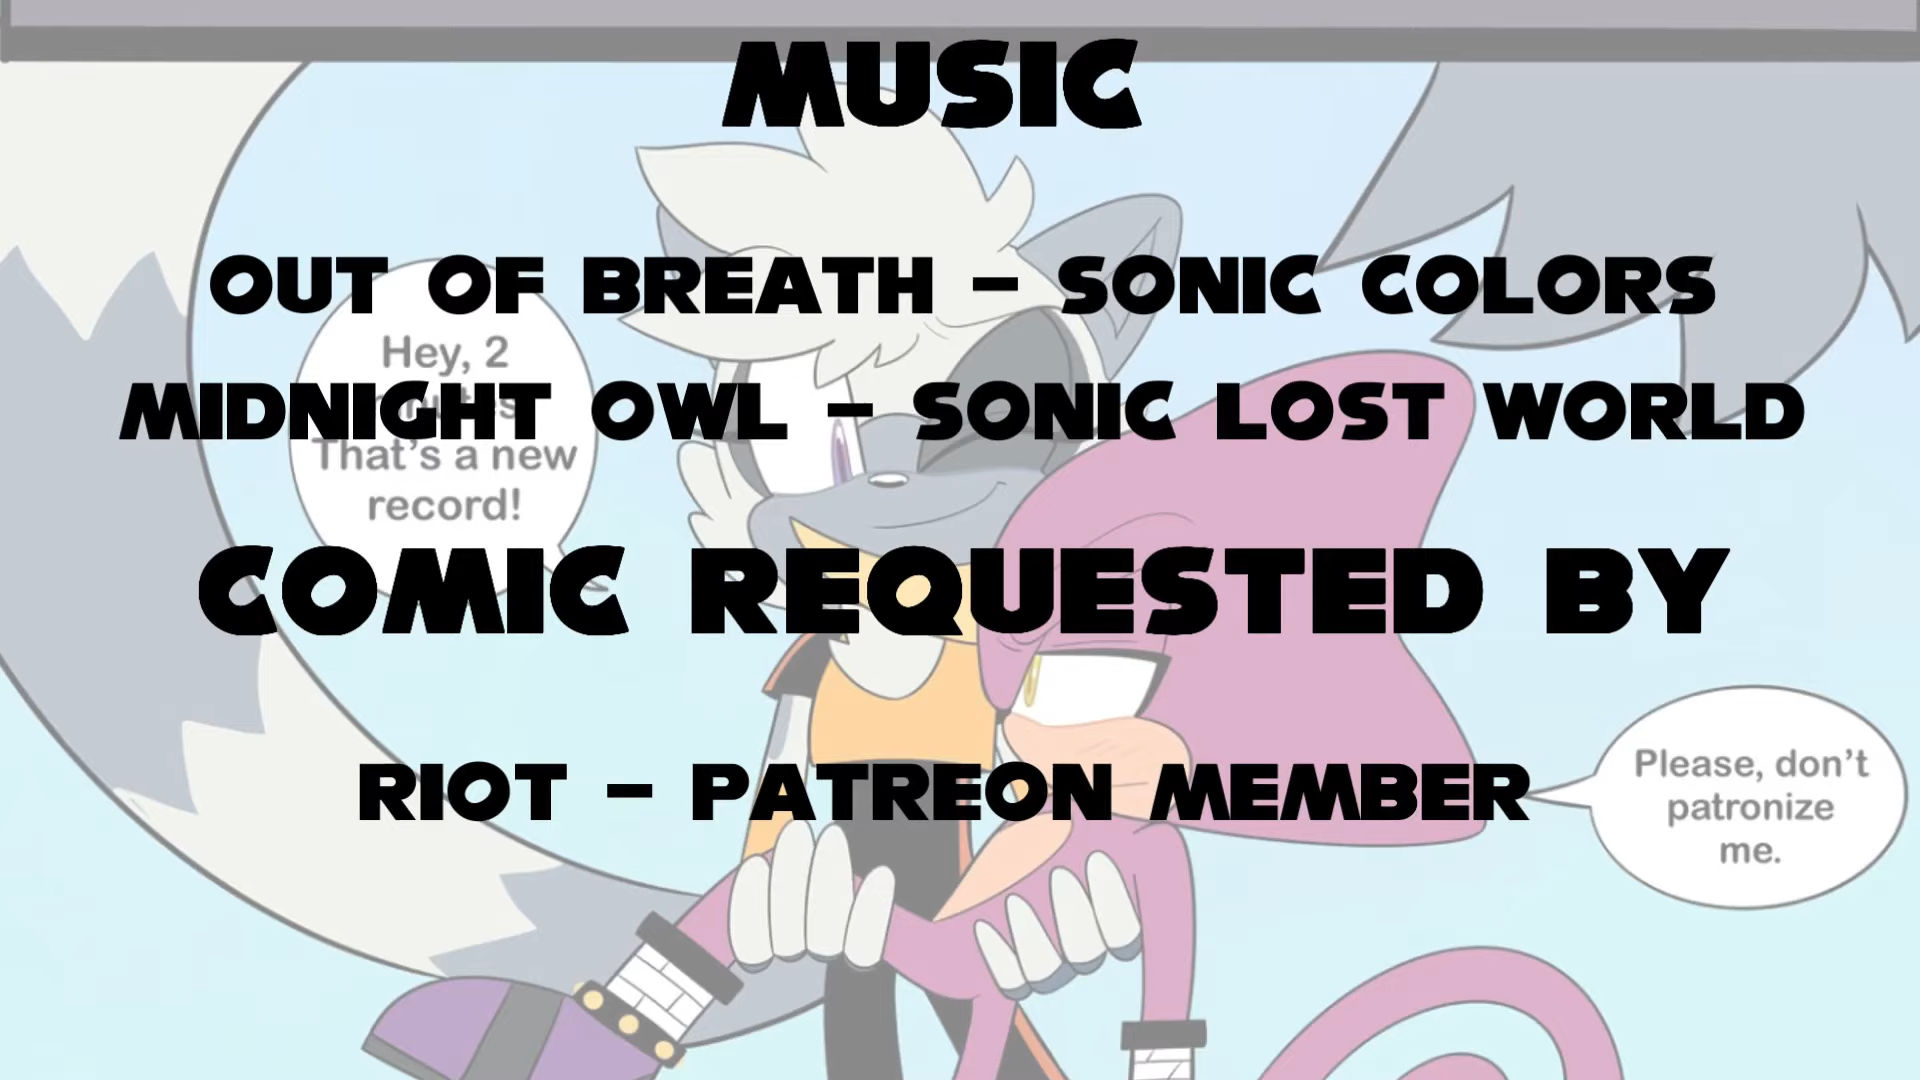 MUSIC
OUT OF BREATH - SONIC COLORS
MIDNIGHT OWL - SONIC LOST WORLD
Hey, 2
That's a new
record!
COMIC REQUESTED BY
RIOT - PATREON MEMBER
Please, don't
patronize
me.